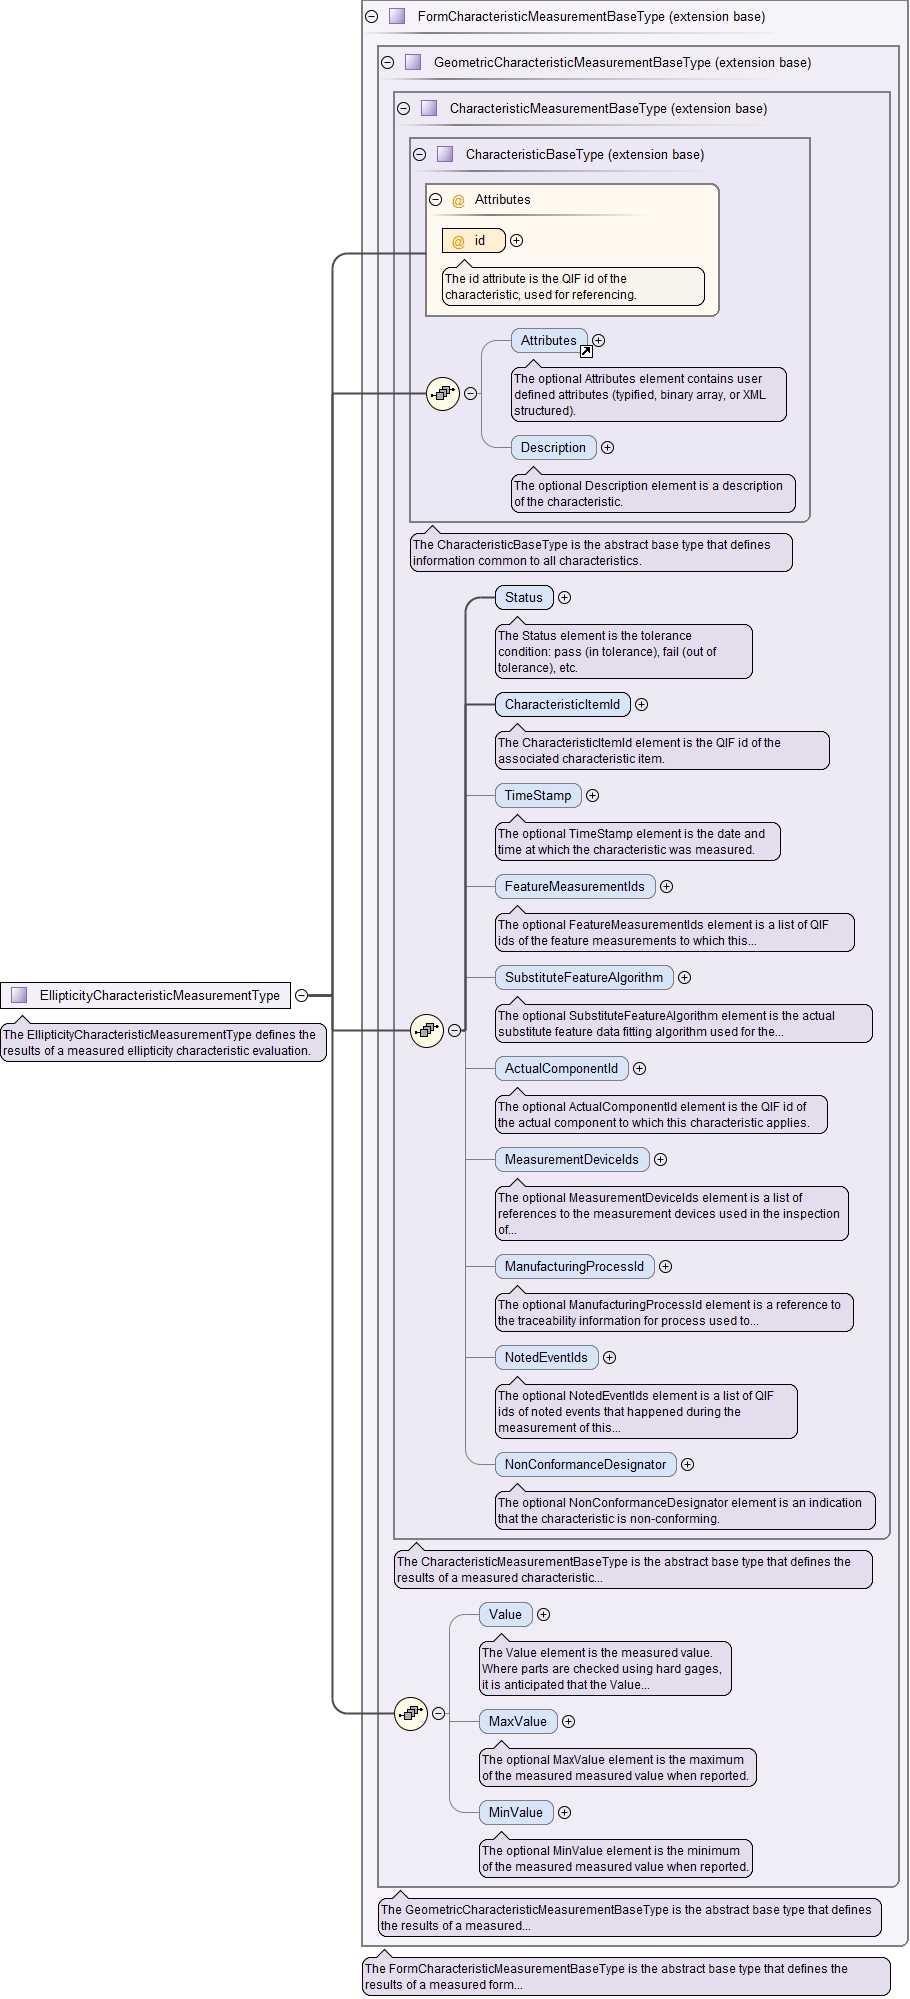 FormCharacteristicMeasurementBaseType (extension base)
GeometricCharacteristicMeasurementBaseType (extension base)
CharacteristicMeasurementBaseType (extension base)
CharacteristicBaseType (extension base)
@ Attributes
@ id
The id attribute is the QIF id of the
characteristic, used for referencing.
Attributes
The optional Attributes element contains user
defined attributes (typified, binary array, or XML
structured).
Description
The optional Description element is a description
of the characteristic.
The CharacteristicBaseType is the abstract base type that defines
information common to all characteristics.
Status
The Status element is the tolerance
condition: pass (in tolerance), fail (out of
tolerance), etc.
CharacteristicItemId
The CharacteristicItemId element is the QIF id of the
associated characteristic item.
TimeStamp
The optional TimeStamp element is the date and
time at which the characteristic was measured.
FeatureMeasurementIds
The optional FeatureMeasurementIds element is a list of QIF
ids of the feature measurements to which this...
SubstituteFeatureAlgorithm
The optional SubstituteFeatureAlgorithm element is the actual
substitute feature data fitting algorithm used for the...
EllipticityCharacteristicMeasurementType
The EllipticityCharacteristicMeasurementType defines the
results of a measured ellipticity characteristic evaluation.
ActualComponentId
The optional ActualComponentId element is the QIF id of
the actual component to which this characteristic applies.
MeasurementDeviceIds
The optional MeasurementDeviceIds element is a list of
references to the measurement devices used in the inspection
of...
ManufacturingProcessId
The optional ManufacturingProcessId element is a reference to
the traceability information for process used to...
NotedEventIds
The optional NotedEventIds element is a list of QIF
ids of noted events that happened during the
measurement of this...
NonConformanceDesignator
The optional NonConformanceDesignator element is an indication
that the characteristic is non-conforming.
The CharacteristicMeasurementBaseType is the abstract base type that defines the
results of a measured characteristic...
Value
The Value element is the measured value.
Where parts are checked using hard gages,
it is anticipated that the Value...
MaxValue
The optional MaxValue element is the maximum
of the measured measured value when reported.
MinValue
The optional MinValue element is the minimum
of the measured measured value when reported.
The GeometricCharacteristicMeasurementBaseType is the abstract base type that defines
the results of a measured...
The FormCharacteristicMeasurementBaseType is the abstract base type that defines the
results of a measured form...